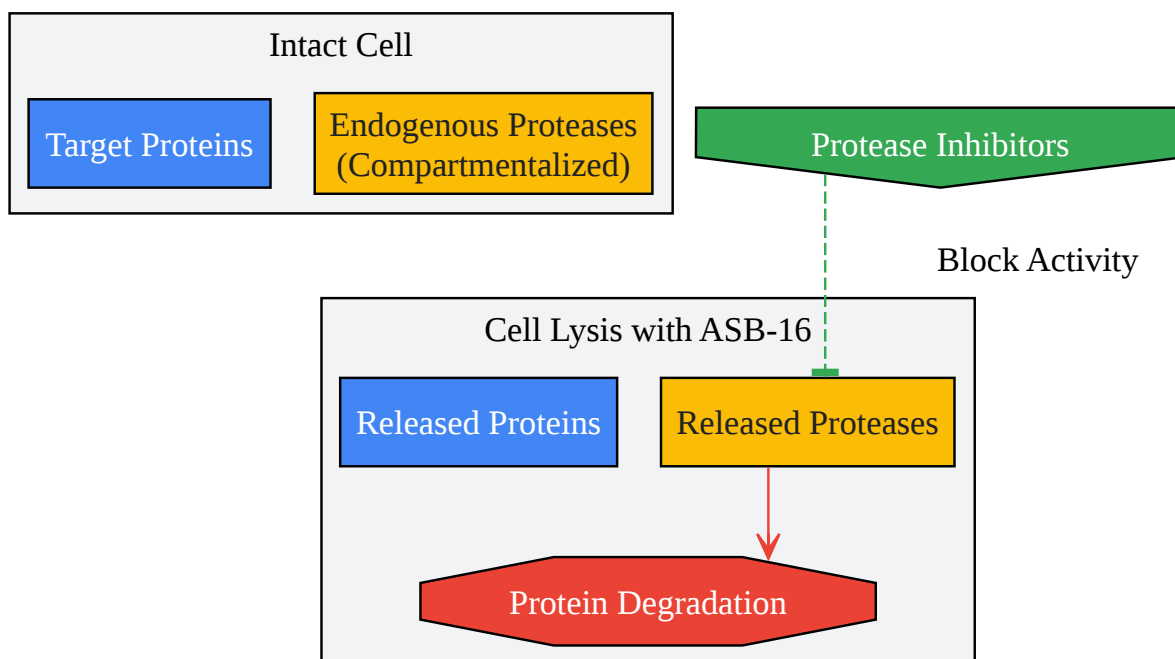 Intact Cell
Target Proteins
Endogenous Proteases
(Compartmentalized)
Protease Inhibitors
Block Activity
Cell Lysis with ASB-16
Released Proteins
Released Proteases
Protein Degradation